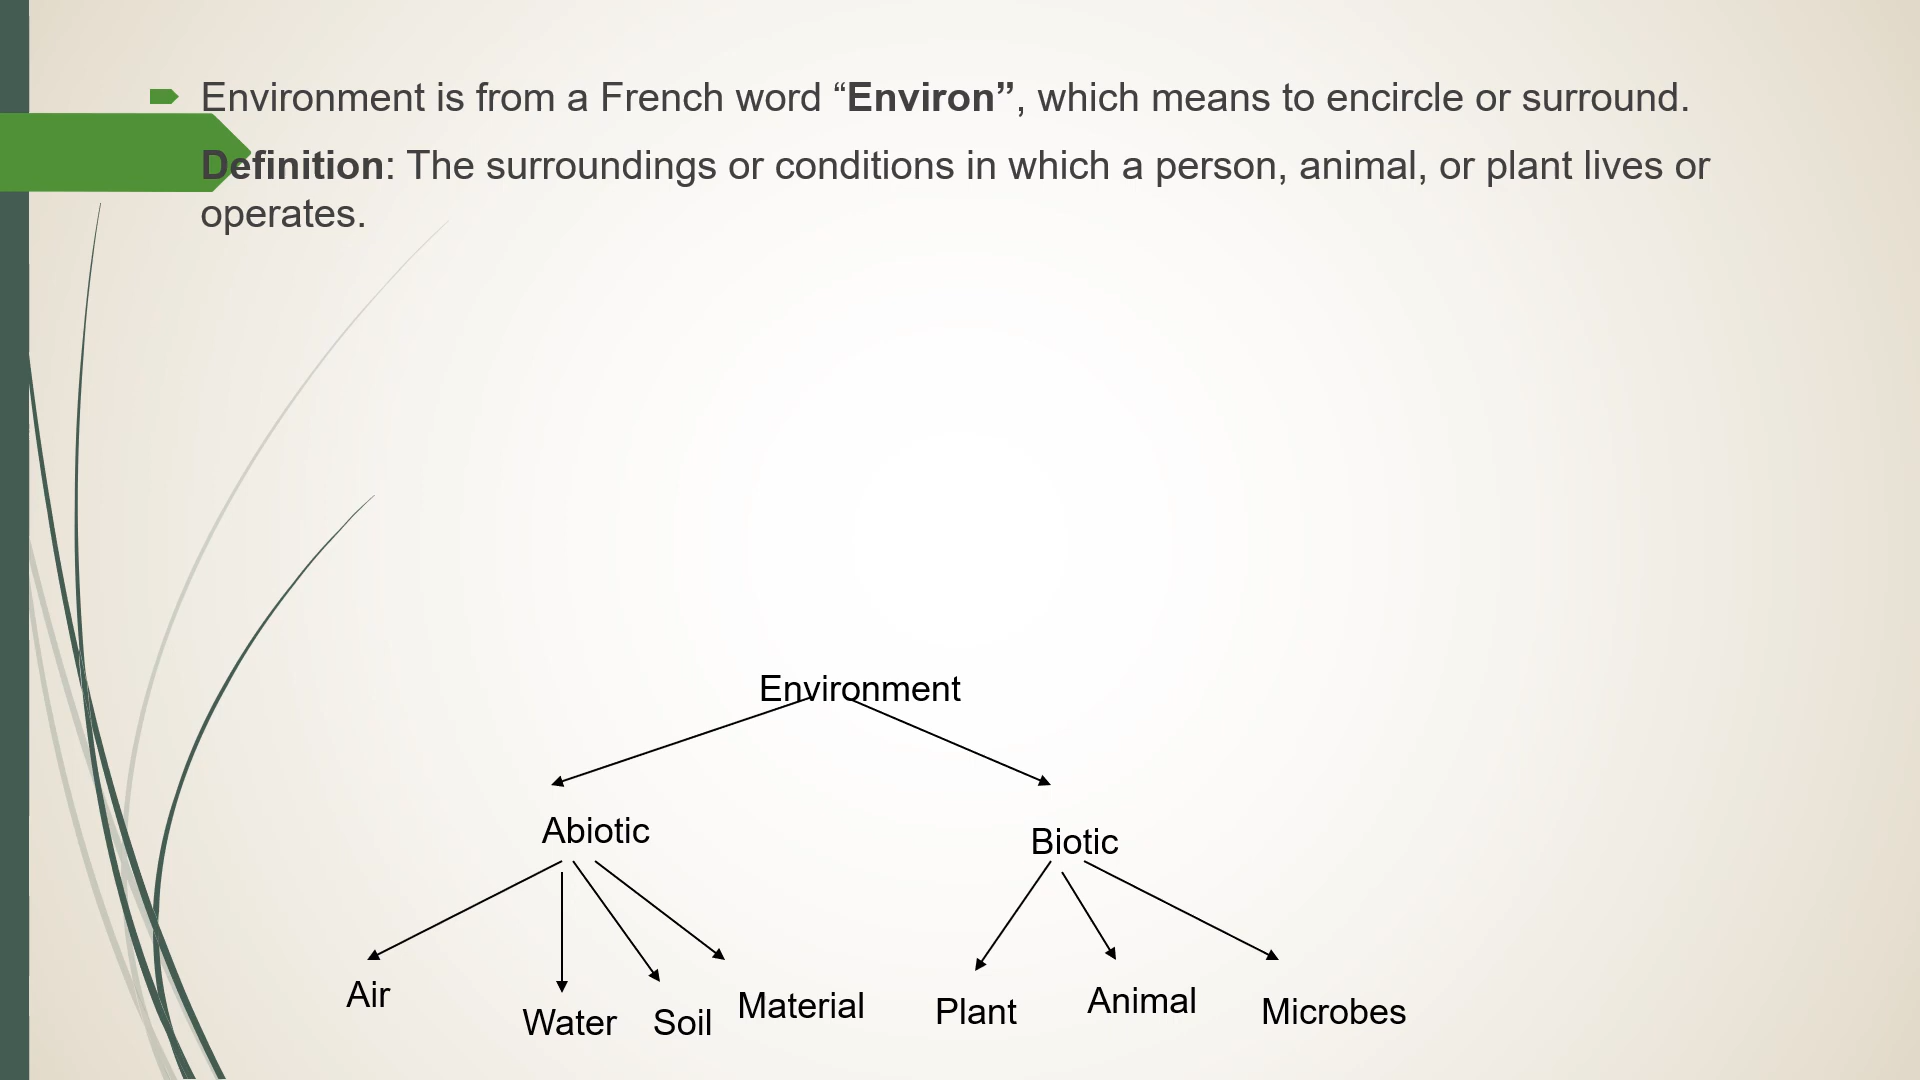 Environment is from a French word “Environ”, which means to encircle or surround.
Definition: The surroundings or conditions in which a person, animal, or plant lives or
operates.
Environment
Abiotic
Biotic
Air
Water
Soil
Material
Plant
Animal
Microbes